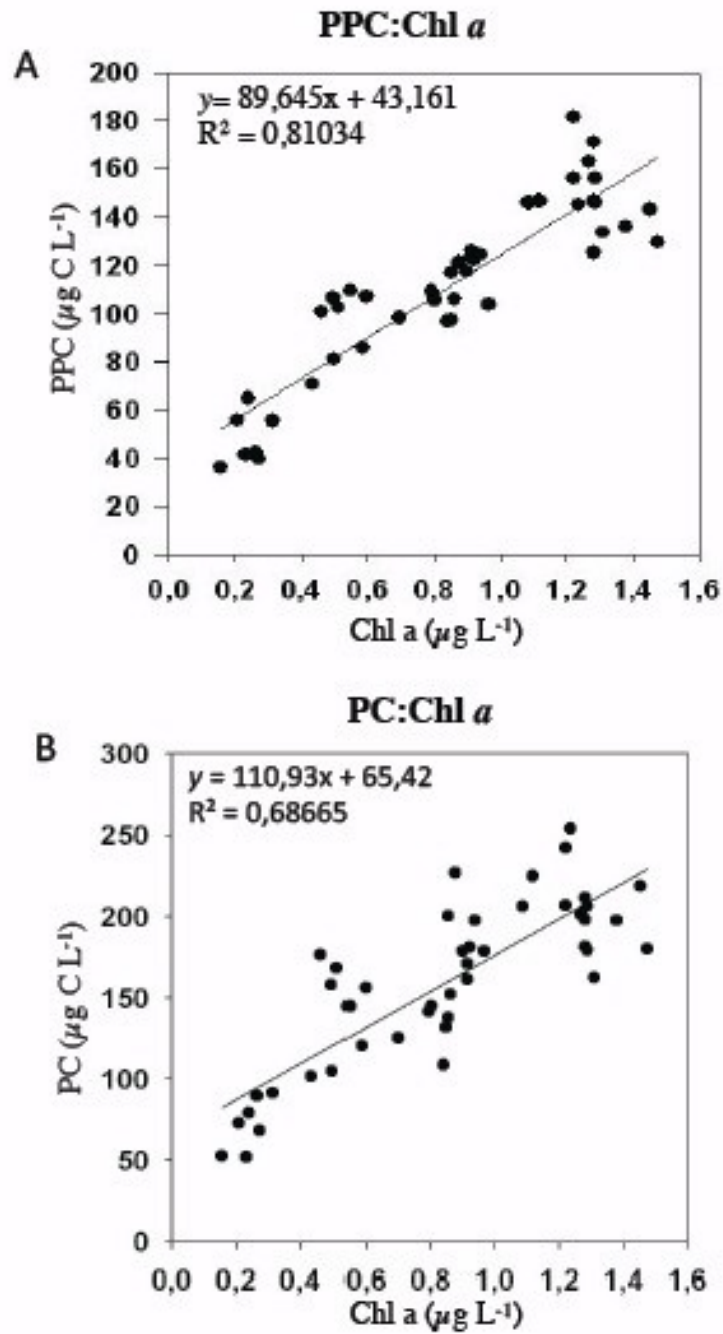 PPC:Chl a
A
y= 89,645x + 43,161
R² = 0,81034
PPC (µg C L⁻¹)
200
180
160
140
120
100
80
60
40
20
0
0,0 0,2 0,4 0,6 0,8 1,0 1,2 1,4 1,6
Chl a (µg L⁻¹)
PC:Chl a
B
y = 110,93x + 65,42
R² = 0,68665
PC (µg C L⁻¹)
300
250
200
150
100
50
0
0,0 0,2 0,4 0,6 0,8 1,0 1,2 1,4 1,6
Chl a (µg L⁻¹)